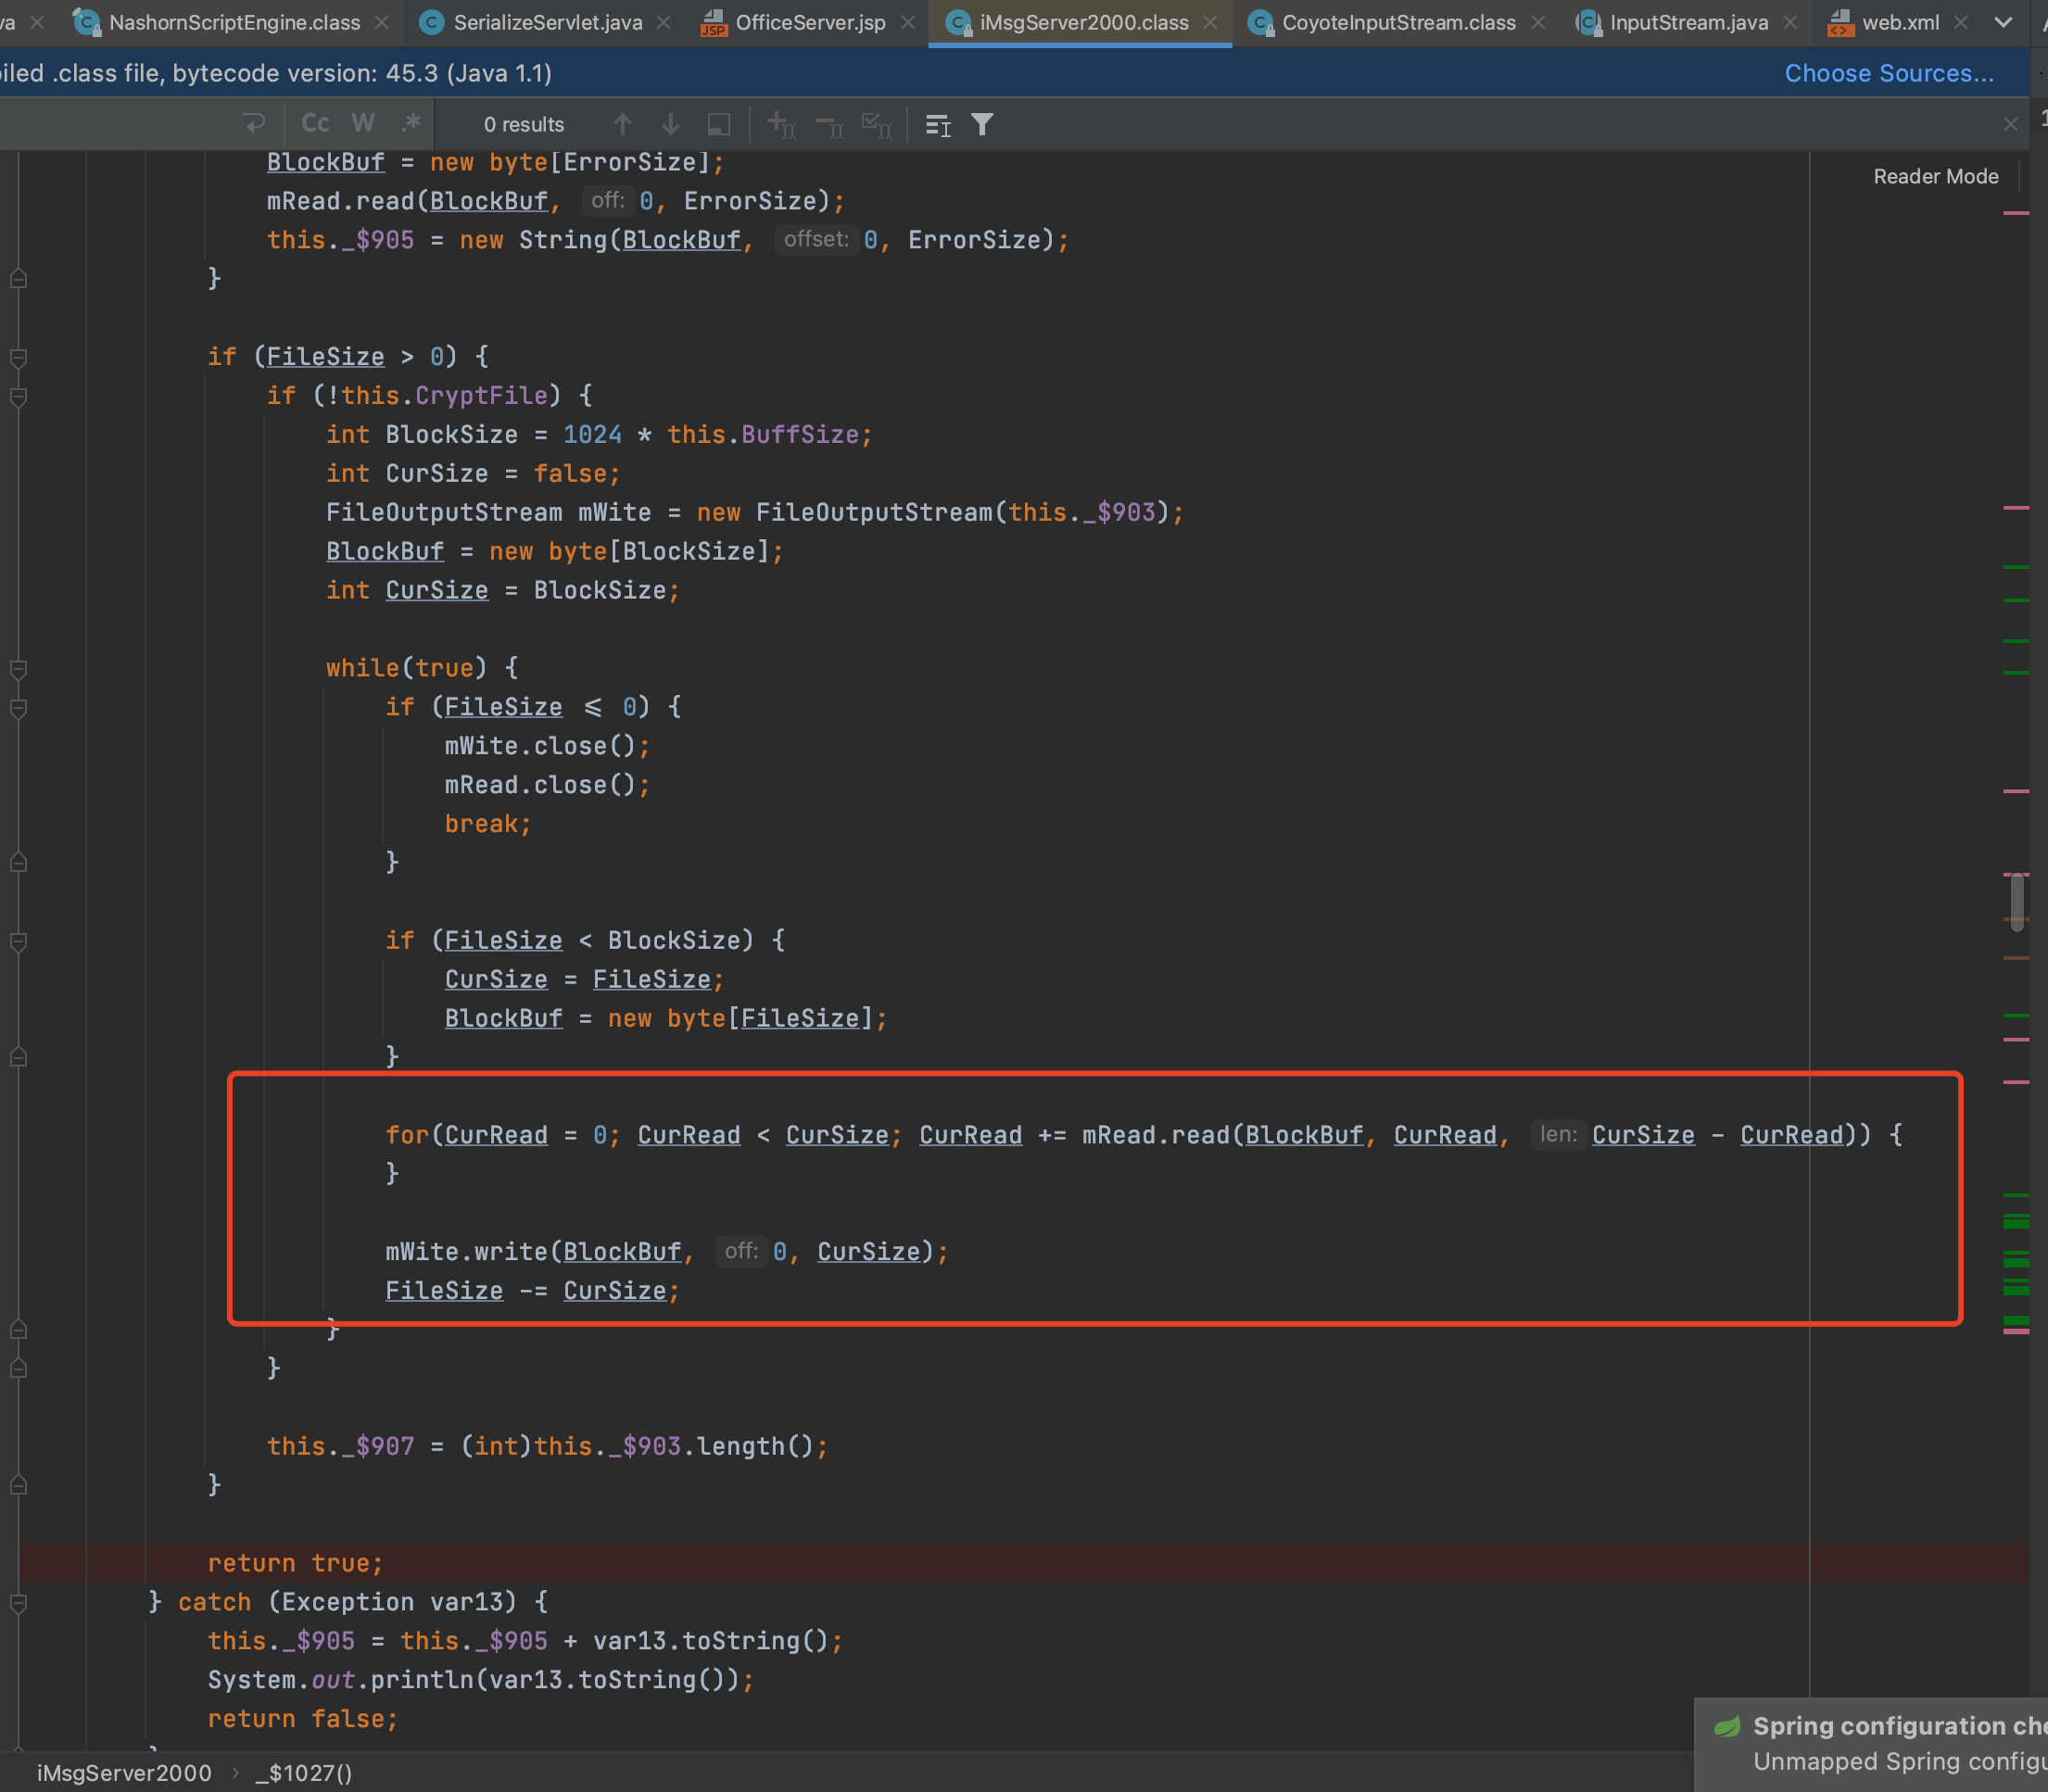 va NashornScriptEngine.class SerializeServlet.java OfficeServer.jsp iMsgServer2000.class CoyoteInputStream.class InputStream.java web.xml
iled .class file, bytecode version: 45.3 (Java 1.1) Choose Sources...
Cc W .* 0 results
Reader Mode
BlockBuf = new byte[ErrorSize];
mRead.read(BlockBuf, off: 0, ErrorSize);
this._$905 = new String(BlockBuf, offset: 0, ErrorSize);
}
if (FileSize > 0) {
if (!this.CryptFile) {
int BlockSize = 1024 * this.BuffSize;
int CurSize = false;
FileOutputStream mWite = new FileOutputStream(this._$903);
BlockBuf = new byte[BlockSize];
int CurSize = BlockSize;
while(true) {
if (FileSize <= 0) {
mWite.close();
mRead.close();
break;
}
if (FileSize < BlockSize) {
CurSize = FileSize;
BlockBuf = new byte[FileSize];
}
for(CurRead = 0; CurRead < CurSize; CurRead += mRead.read(BlockBuf, CurRead, len: CurSize - CurRead)) {
}
mWite.write(BlockBuf, off: 0, CurSize);
FileSize -= CurSize;
}
}
this._$907 = (int)this._$903.length();
}
return true;
} catch (Exception var13) {
this._$905 = this._$905 + var13.toString();
System.out.println(var13.toString());
return false;
}
Spring configuration che
Unmapped Spring configu
iMsgServer2000 › _$1027()